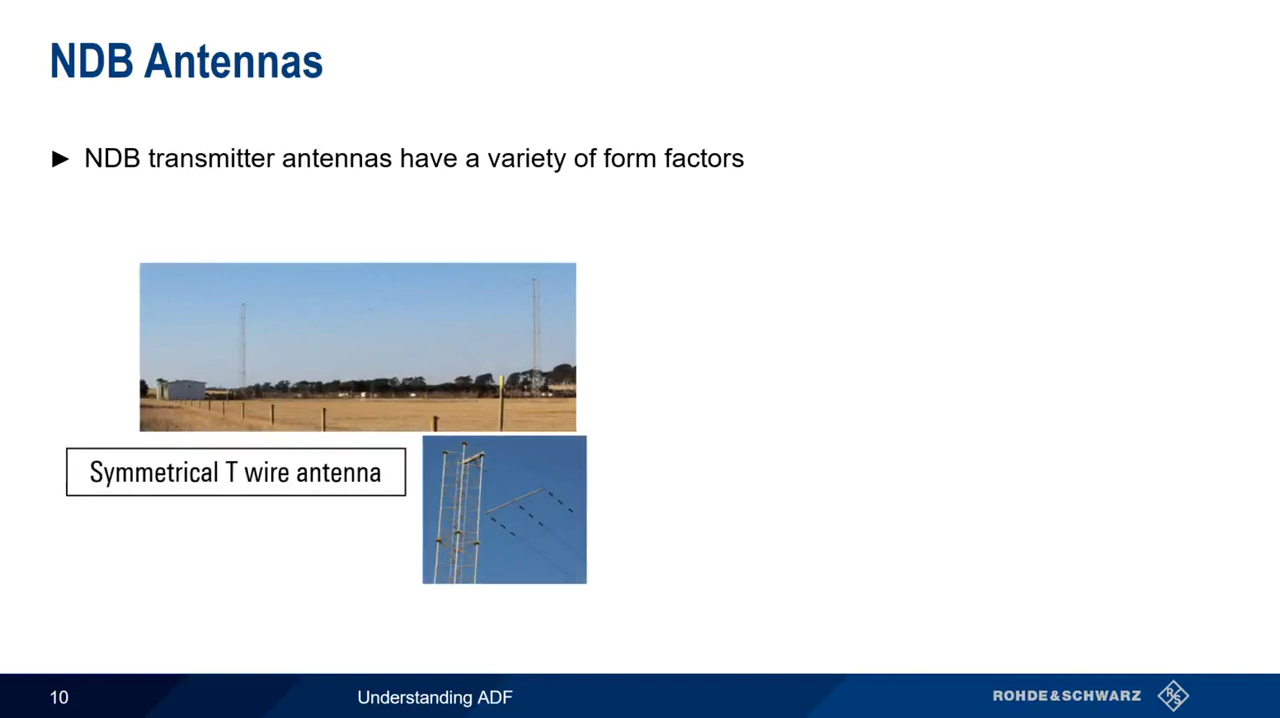 NDB Antennas
► NDB transmitter antennas have a variety of form factors
Symmetrical T wire antenna
10
Understanding ADF
ROHDE&SCHWARZ
R&S